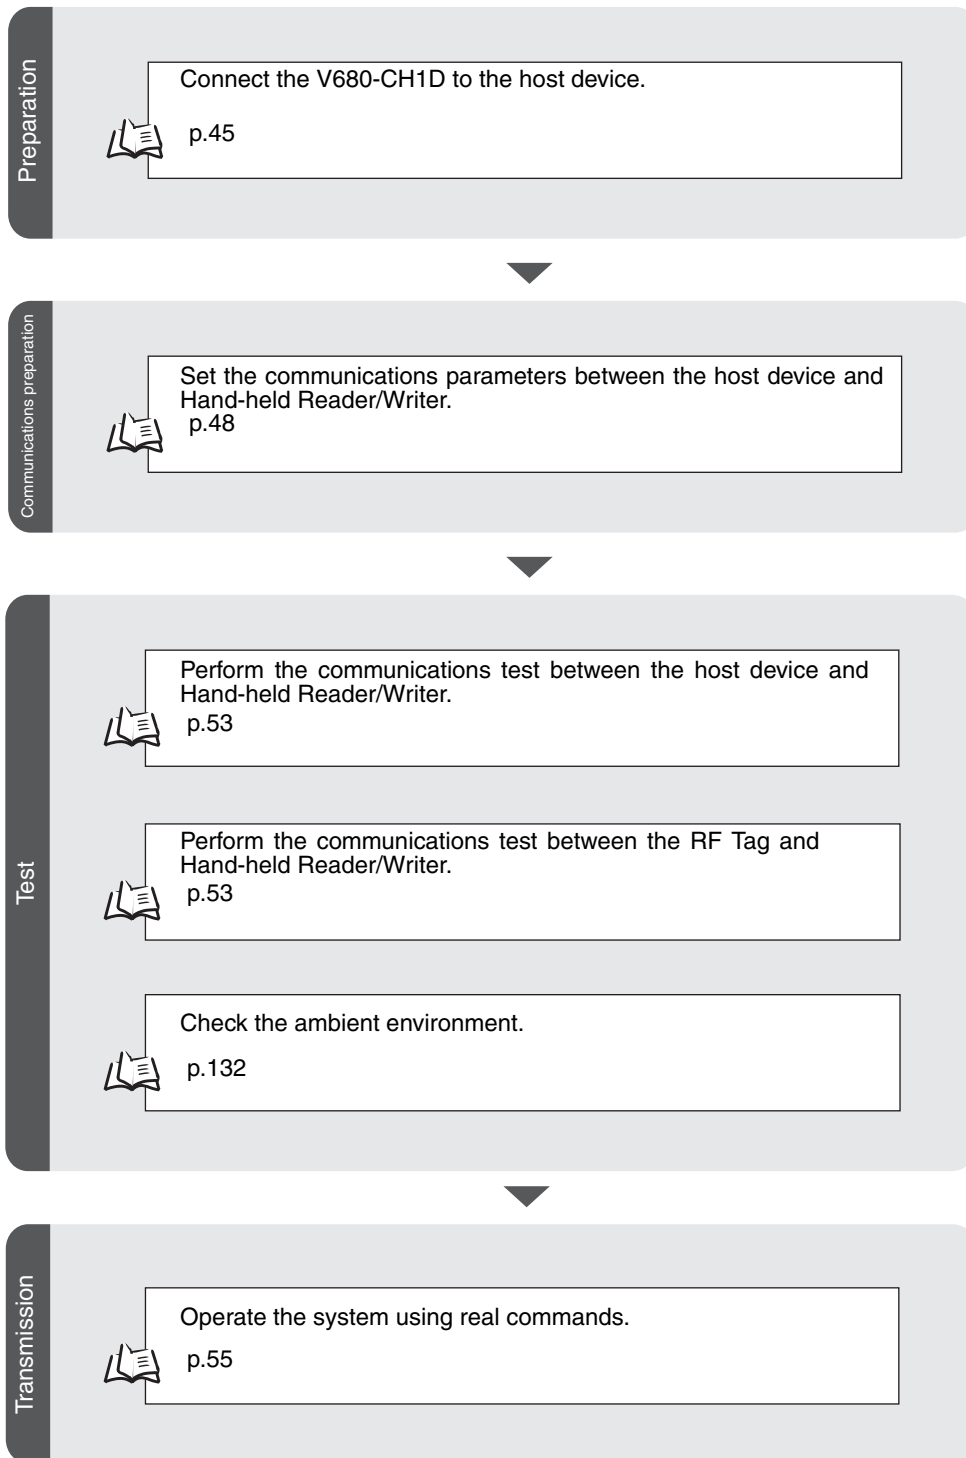 Preparation
Connect the V680-CH1D to the host device.
p.45
Communications preparation
Set the communications parameters between the host device and
Hand-held Reader/Writer.
p.48
Test
Perform the communications test between the host device and
Hand-held Reader/Writer.
p.53
Perform the communications test between the RF Tag and
Hand-held Reader/Writer.
p.53
Check the ambient environment.
p.132
Transmission
Operate the system using real commands.
p.55